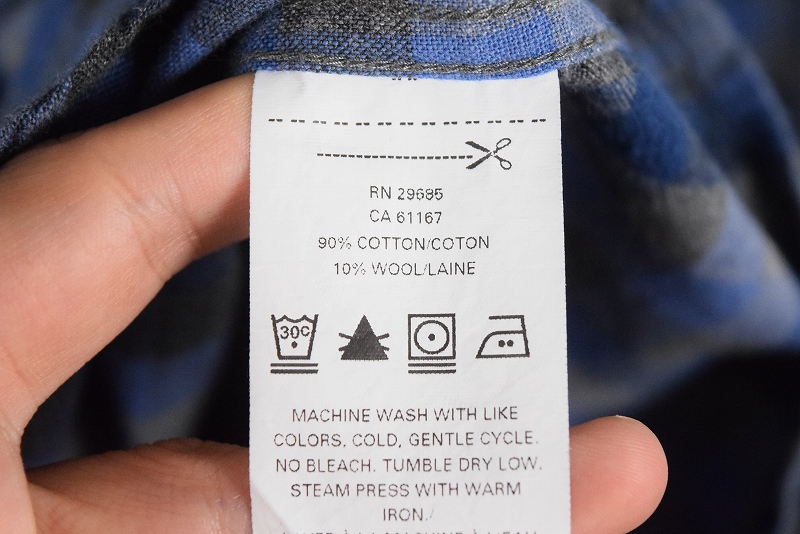 RN 29685
CA 61167
90% COTTON/COTON
10% WOOL/LAINE
30C
MACHINE WASH WITH LIKE
COLORS, COLD, GENTLE CYCLE.
NO BLEACH. TUMBLE DRY LOW.
STEAM PRESS WITH WARM
IRON./